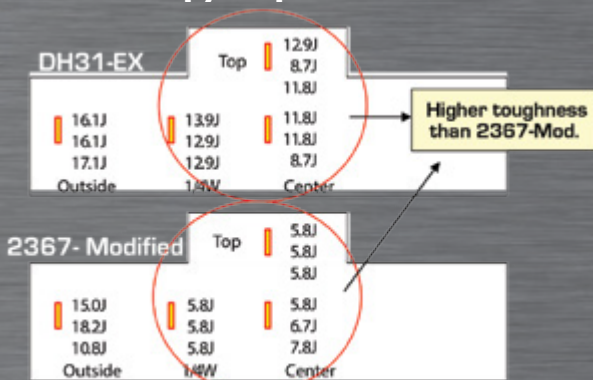 DH31-EX
Top
12.9J
8.7J
11.8J
16.1J
16.1J
17.1J
Outside
13.9J
12.9J
12.9J
1/4W
11.8J
11.8J
8.7J
Center
Higher toughness
than 2367-Mod.
2367- Modified
Top
5.8J
5.8J
5.8J
15.0J
18.2J
10.8J
Outside
5.8J
5.8J
5.8J
1/4W
5.8J
6.7J
7.8J
Center